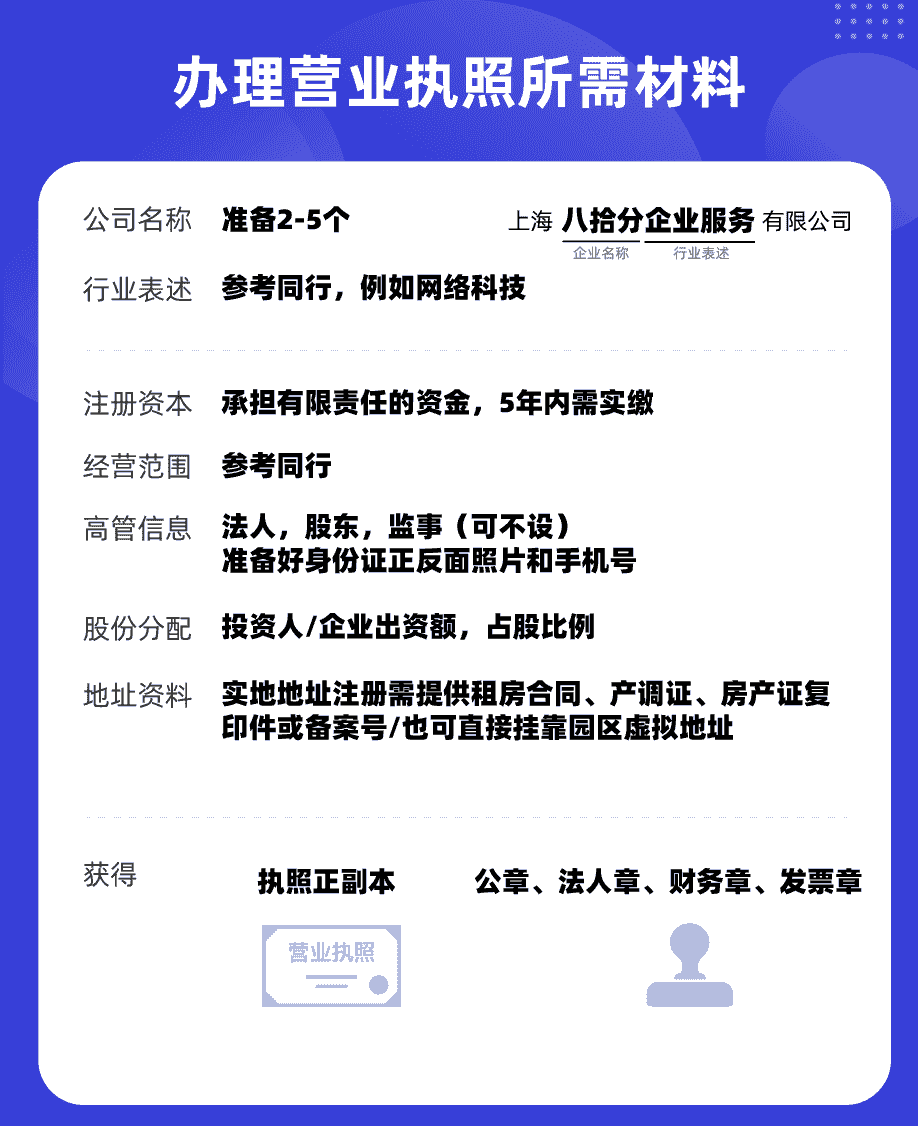 办理营业执照所需材料
公司名称 准备2-5个 上海 八拾分企业服务 有限公司
企业名称 行业表述
行业表述 参考同行，例如网络科技
注册资本 承担有限责任的资金，5年内需实缴
经营范围 参考同行
高管信息 法人，股东，监事（可不设）
准备好身份证正反面照片和手机号
股份分配 投资人/企业出资额，占股比例
地址资料 实地地址注册需提供租房合同、产调证、房产证复
印件或备案号/也可直接挂靠园区虚拟地址
获得 执照正副本 公章、法人章、财务章、发票章
营业执照